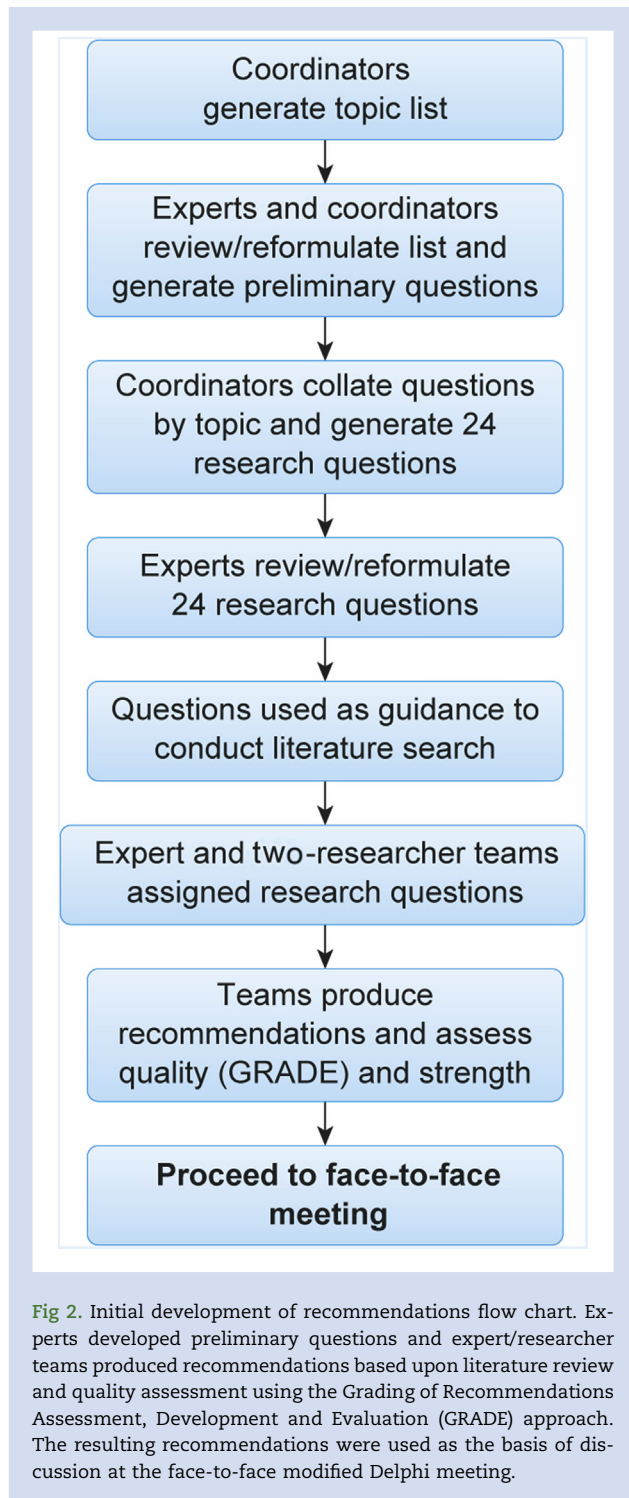 Coordinators
generate topic list
Experts and coordinators
review/reformulate list and
generate preliminary questions
Coordinators collate questions
by topic and generate 24
research questions
Experts review/reformulate
24 research questions
Questions used as guidance to
conduct literature search
Expert and two-researcher teams
assigned research questions
Teams produce
recommendations and assess
quality (GRADE) and strength
Proceed to face-to-face
meeting
Fig 2. Initial development of recommendations flow chart. Ex-
perts developed preliminary questions and expert/researcher
teams produced recommendations based upon literature review
and quality assessment using the Grading of Recommendations
Assessment, Development and Evaluation (GRADE) approach.
The resulting recommendations were used as the basis of dis-
cussion at the face-to-face modified Delphi meeting.